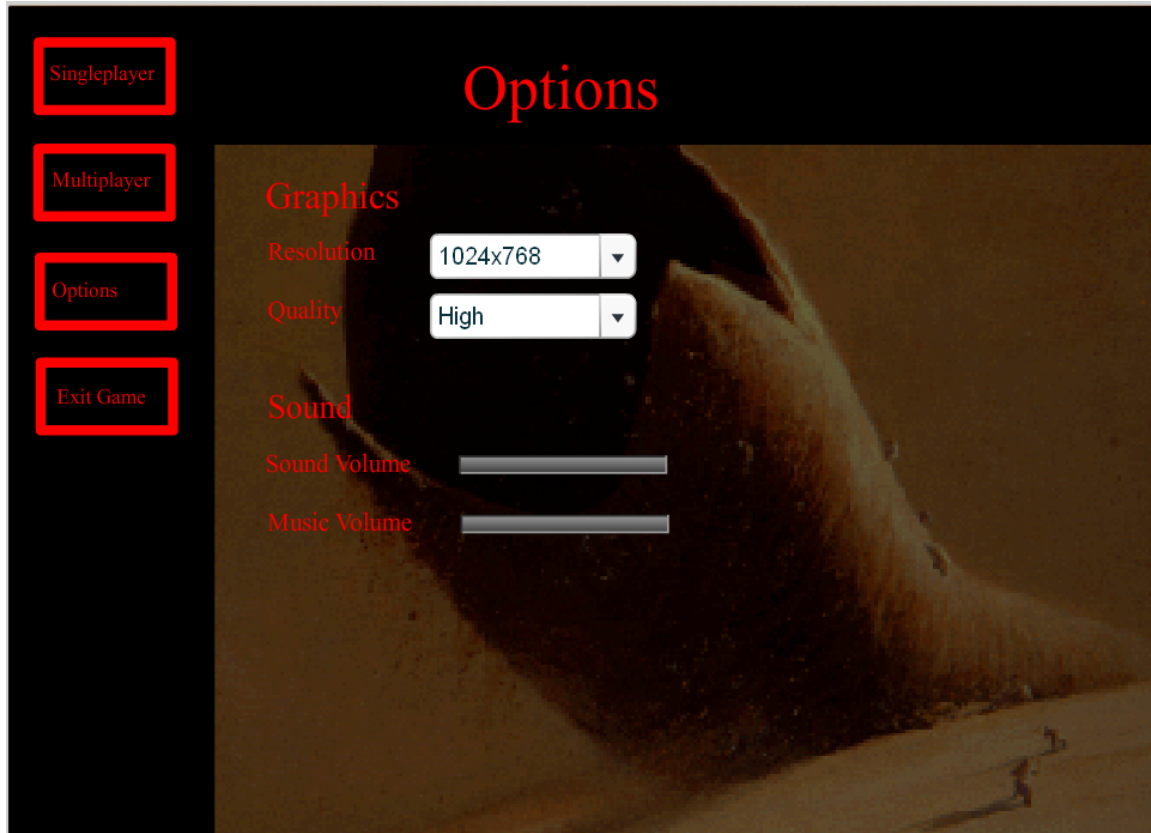 Singleplayer
Multiplayer
Options
Exit Game
Options
Graphics
Resolution 1024x768
Quality High
Sound
Sound Volume
Music Volume